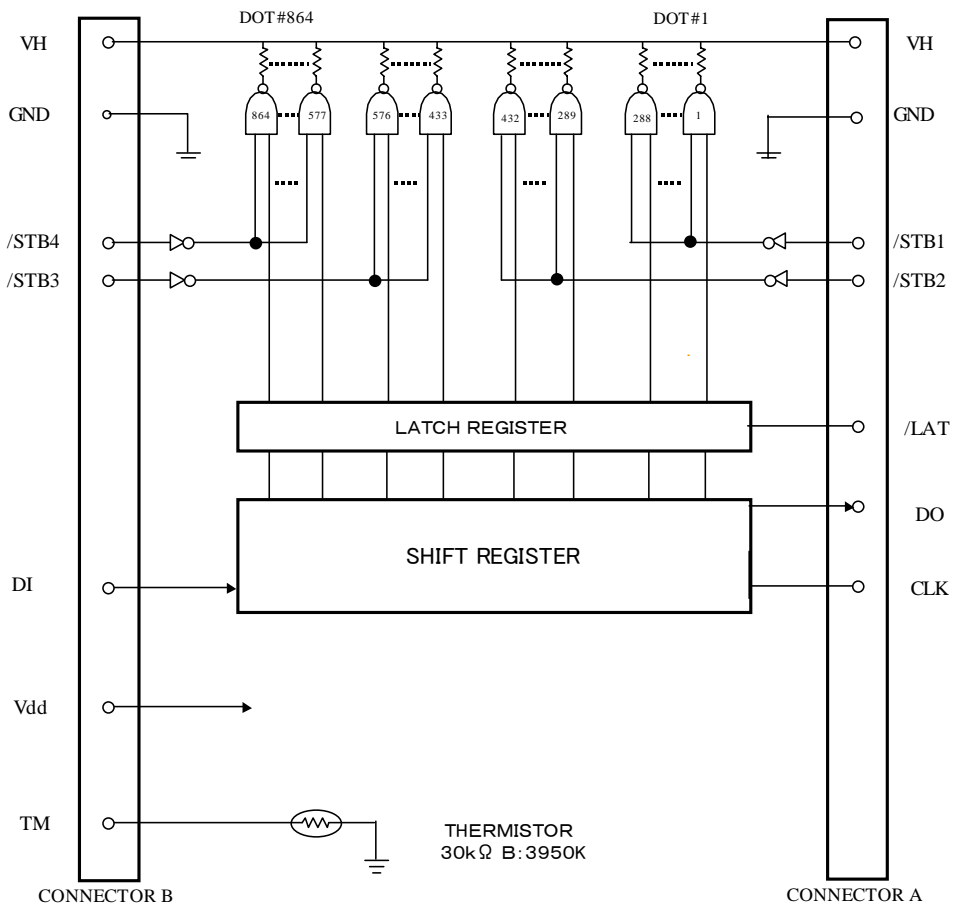 DOT#864
DOT#1
VH
VH
GND
GND
864
577
576
433
432
289
288
1
/STB4
/STB1
/STB3
/STB2
LATCH REGISTER
/LAT
DO
SHIFT REGISTER
DI
CLK
Vdd
TM
THERMISTOR
30kΩ B:3950K
CONNECTOR B
CONNECTOR A